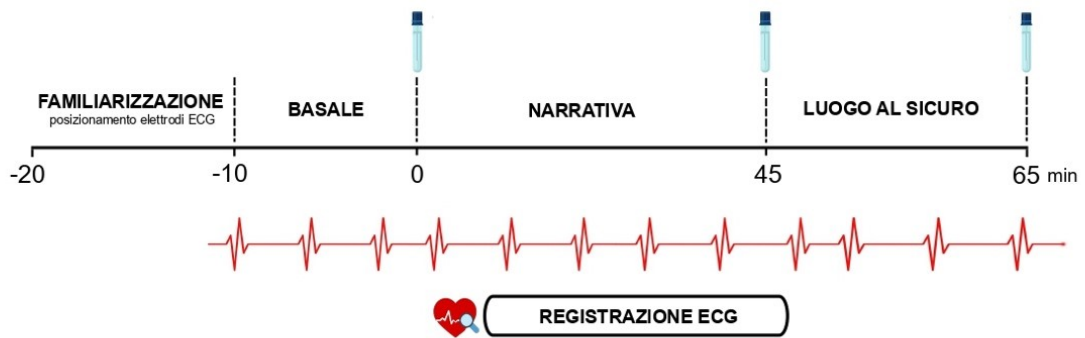 FAMILIARIZZAZIONE
posizionamento elettrodi ECG
BASALE
NARRATIVA
LUOGO AL SICURO
-20
-10
0
45
65 min
REGISTRAZIONE ECG